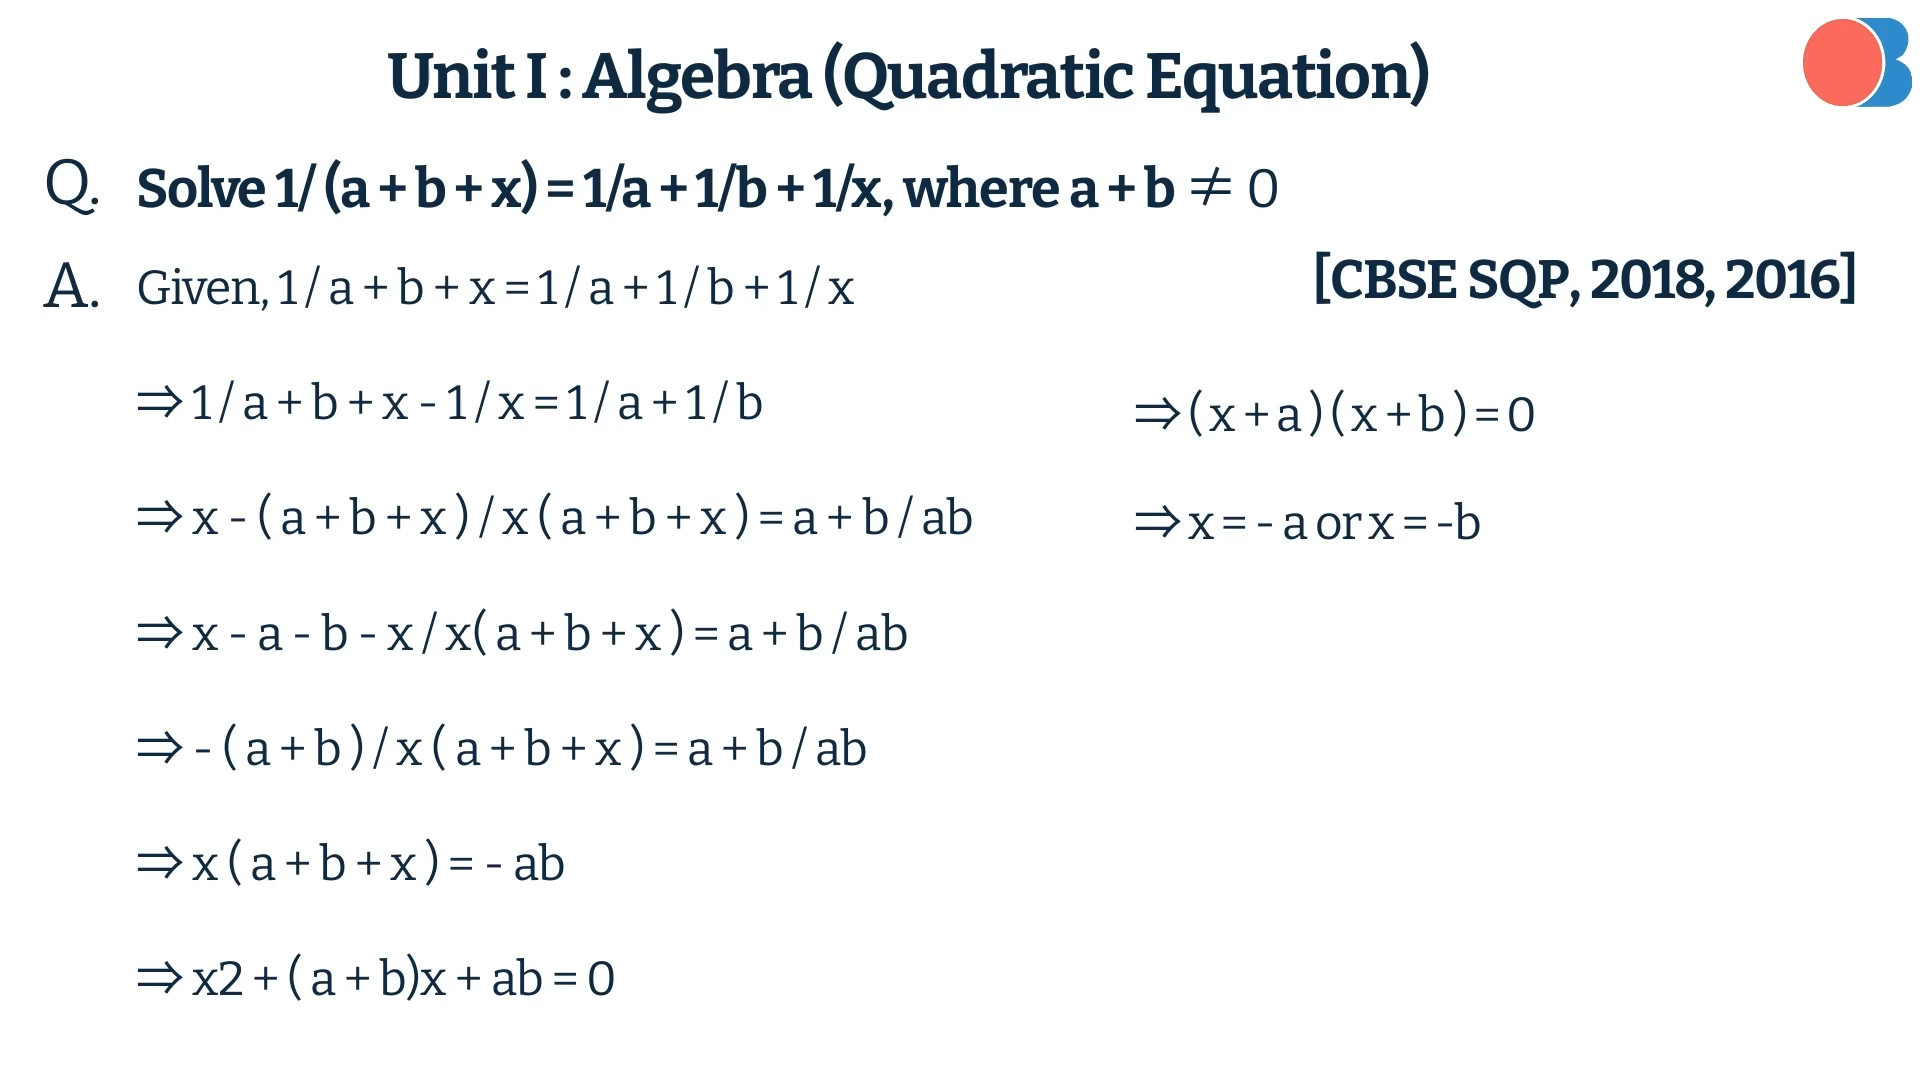 Unit I : Algebra (Quadratic Equation)
Q. Solve 1/ (a + b + x) = 1/a + 1/b + 1/x, where a + b ≠ 0
[CBSE SQP, 2018, 2016]
A. Given, 1 / a + b + x = 1 / a + 1 / b + 1 / x
⇒ 1 / a + b + x - 1 / x = 1 / a + 1 / b
⇒ x - ( a + b + x ) / x ( a + b + x ) = a + b / ab
⇒ x - a - b - x / x( a + b + x ) = a + b / ab
⇒ - ( a + b ) / x ( a + b + x ) = a + b / ab
⇒ x ( a + b + x ) = - ab
⇒ x2 + ( a + b)x + ab = 0
⇒ ( x + a ) ( x + b ) = 0
⇒ x = - a or x = -b